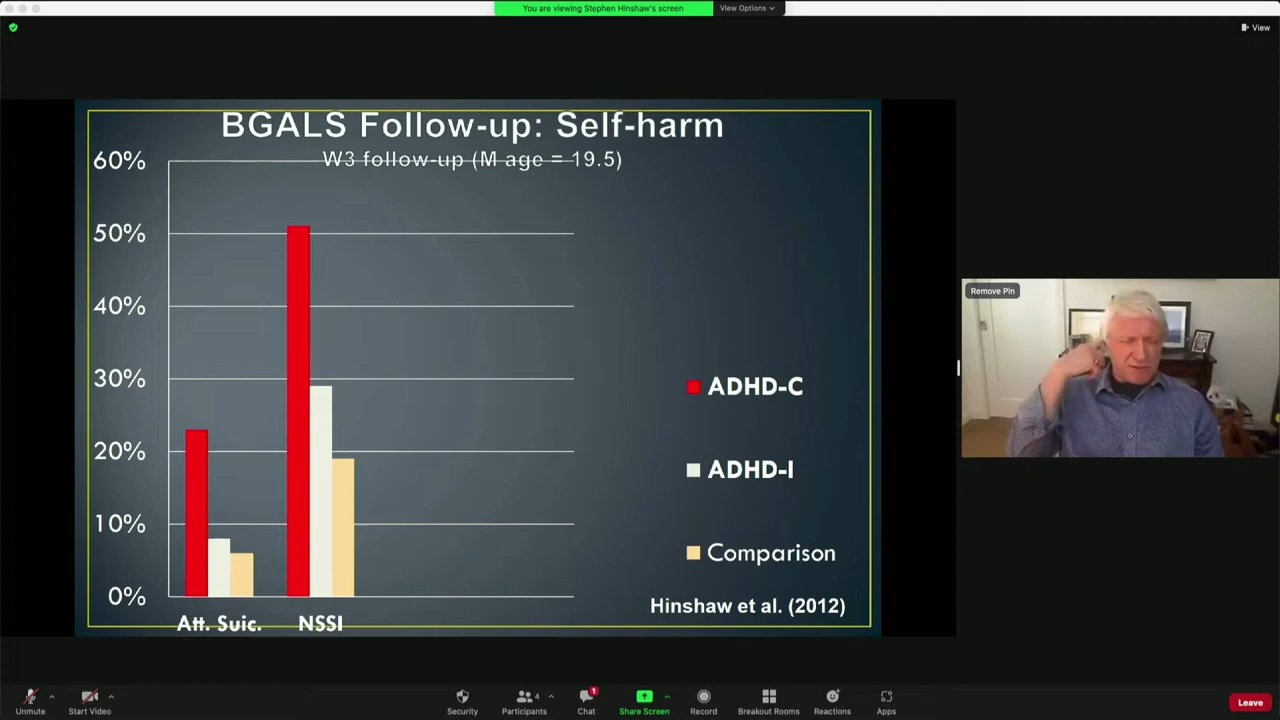 You are viewing Stephen Hinshaw's screen
View Options
View
BGALS Follow-up: Self-harm
W3 follow-up (M age = 19.5)
60%
50%
40%
30%
20%
10%
0%
Att. Suic.
NSSI
ADHD-C
ADHD-I
Comparison
Hinshaw et al. (2012)
Remove Pin
Unmute
Start Video
Security
4
Participants
1
Chat
Share Screen
Record
Breakout Rooms
Reactions
Apps
Leave